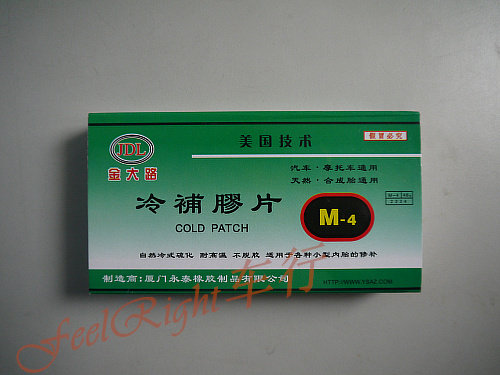 JDL
金大路
美国技术
假冒必究
汽车·摩托车通用
天然·合成胎通用
冷補膠片
COLD PATCH
M-4
自然冷式硫化 耐高温 不脱胶 适用于各种小型内胎的修补
制造商:厦门永泰橡胶制品有限公司
HTTP://WWW.YSAZ.COM
FeelRight车行